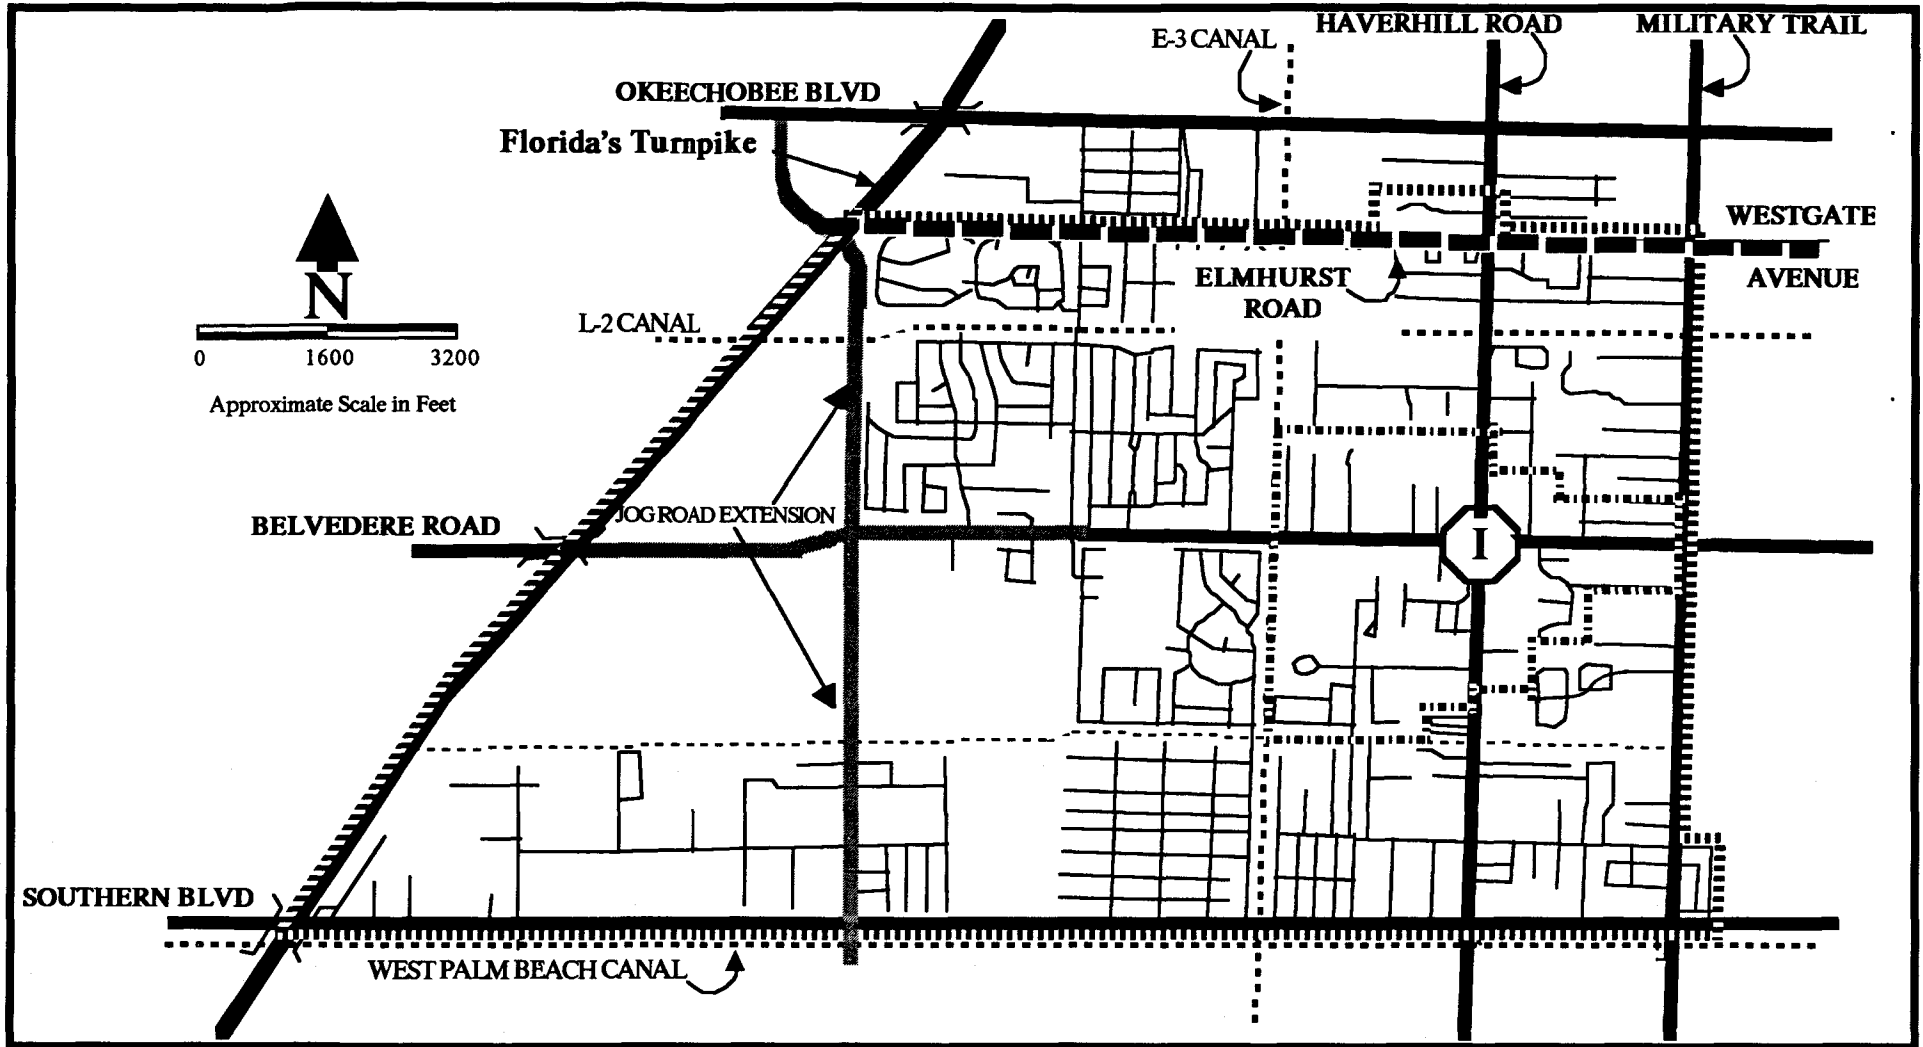 HAVERHILL ROAD
MILITARY TRAIL
E-3 CANAL
OKEECHOBEE BLVD
Florida's Turnpike
WESTGATE
AVENUE
N
ELMHURST
ROAD
L-2 CANAL
0 1600 3200
Approximate Scale in Feet
JOG ROAD EXTENSION
BELVEDERE ROAD
I
SOUTHERN BLVD
WEST PALM BEACH CANAL